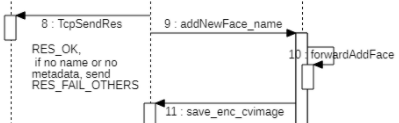 8 : TcpSendRes
9 : addNewFace_name
RES_OK,
if no name or no
metadata, send
RES_FAIL_OTHERS
10 : forwardAddFace
11 : save_enc_cvimage